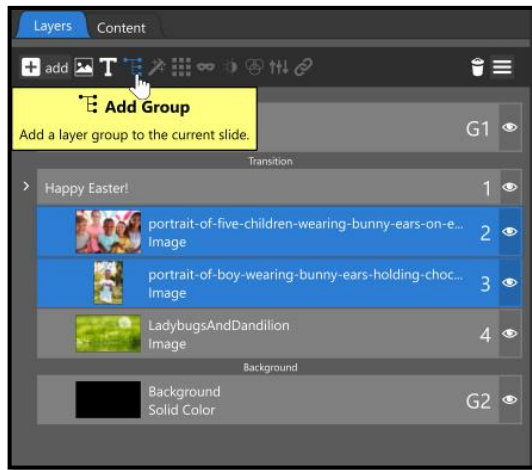 Layers Content
add T
Add Group
Add a layer group to the current slide.
G1
Transition
Happy Easter! 1
portrait-of-five-children-wearing-bunny-ears-on-e...
Image
2
portrait-of-boy-wearing-bunny-ears-holding-choc...
Image
3
LadybugsAndDandilion
Image
4
Background
Background
Solid Color
G2